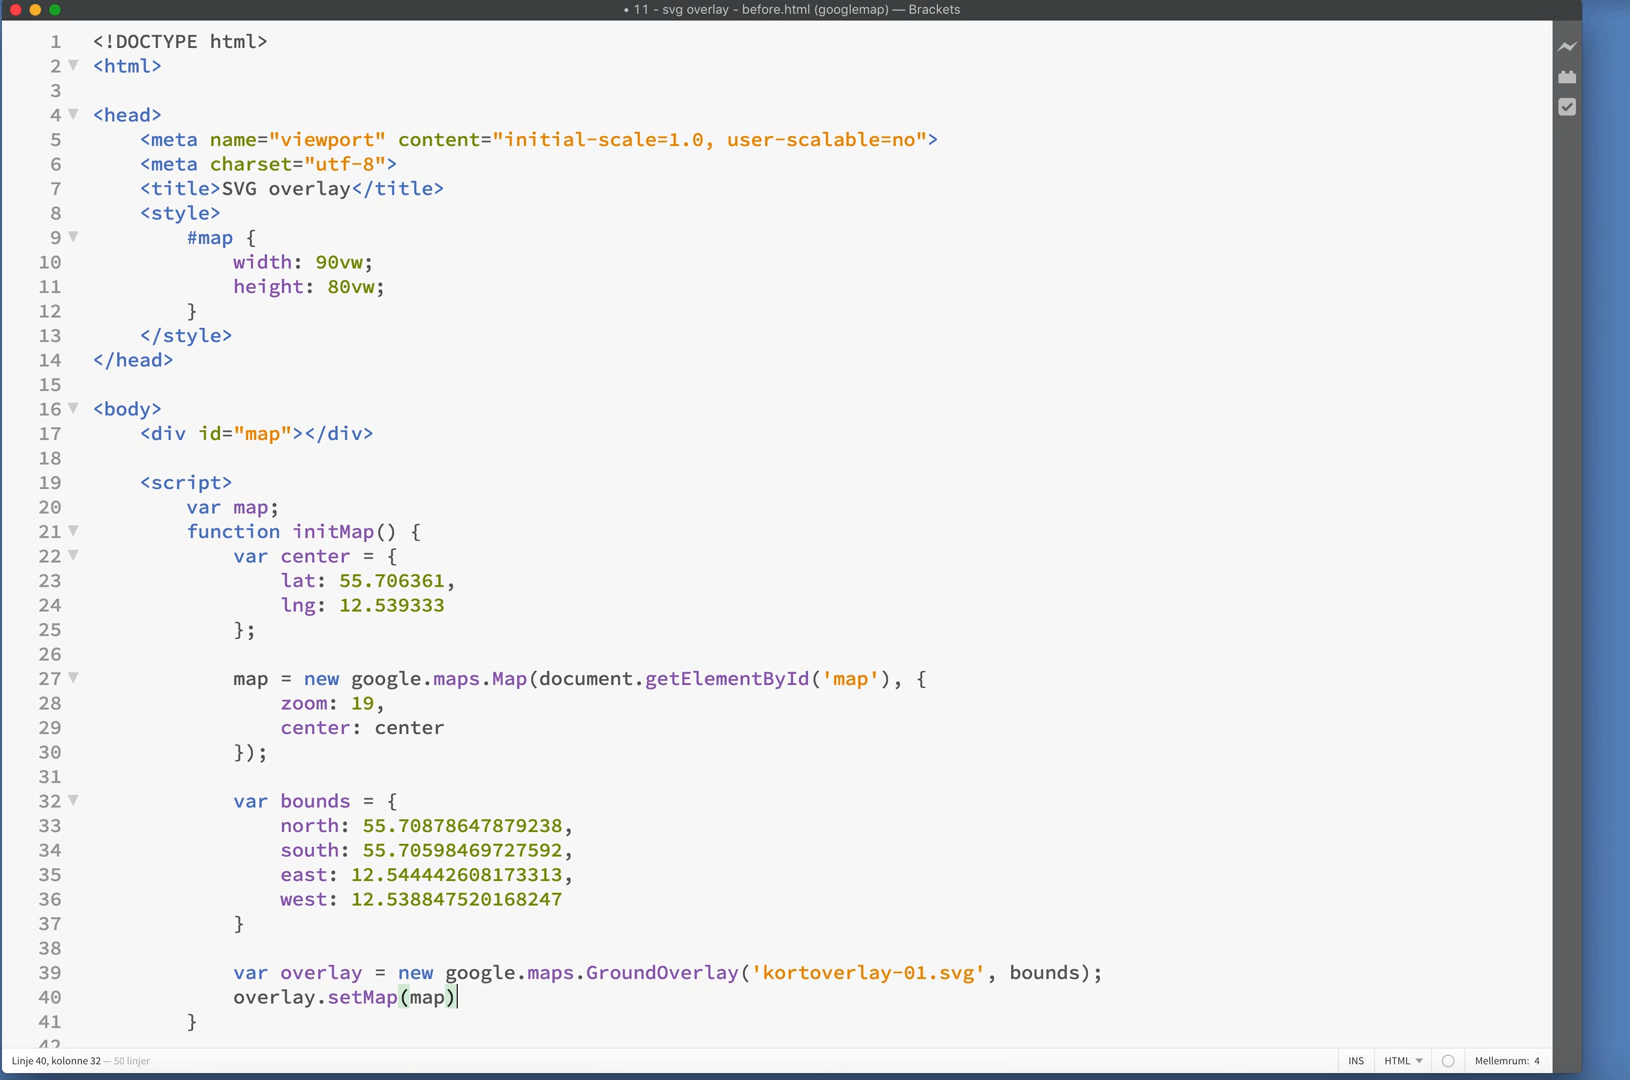 • 11 - svg overlay - before.html (googlemap) — Brackets
1 <!DOCTYPE html>
2 <html>
3
4 <head>
5 <meta name="viewport" content="initial-scale=1.0, user-scalable=no">
6 <meta charset="utf-8">
7 <title>SVG overlay</title>
8 <style>
9 #map {
10 width: 90vw;
11 height: 80vw;
12 }
13 </style>
14 </head>
15
16 <body>
17 <div id="map"></div>
18
19 <script>
20 var map;
21 function initMap() {
22 var center = {
23 lat: 55.706361,
24 lng: 12.539333
25 };
26
27 map = new google.maps.Map(document.getElementById('map'), {
28 zoom: 19,
29 center: center
30 });
31
32 var bounds = {
33 north: 55.70878647879238,
34 south: 55.70598469727592,
35 east: 12.544442608173313,
36 west: 12.538847520168247
37 }
38
39 var overlay = new google.maps.GroundOverlay('kortoverlay-01.svg', bounds);
40 overlay.setMap(map)
41 }
42
Linje 40, kolonne 32 — 50 linjer
INS HTML Mellemrum: 4